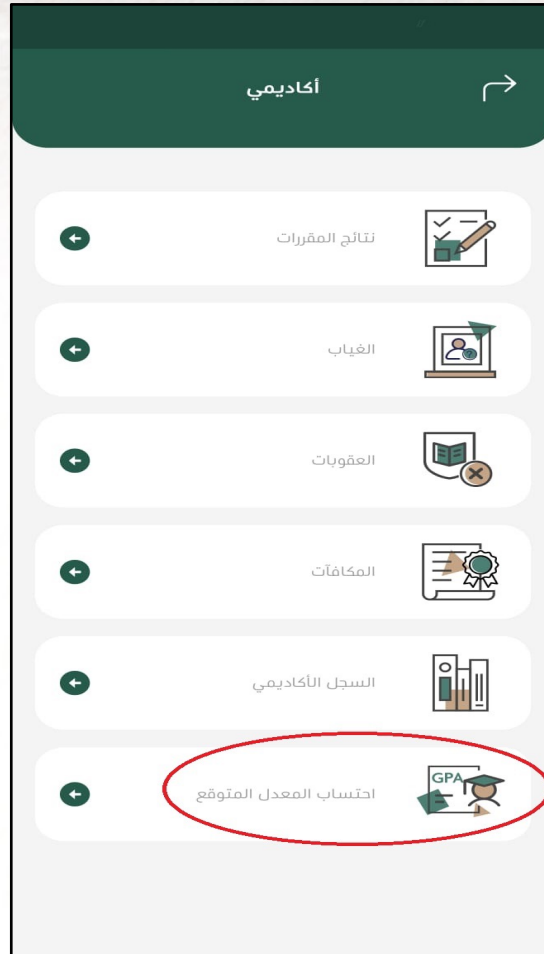 أكاديمي
نتائج المقررات
الغياب
العقوبات
المكافآت
السجل الأكاديمي
GPA
احتساب المعدل المتوقع